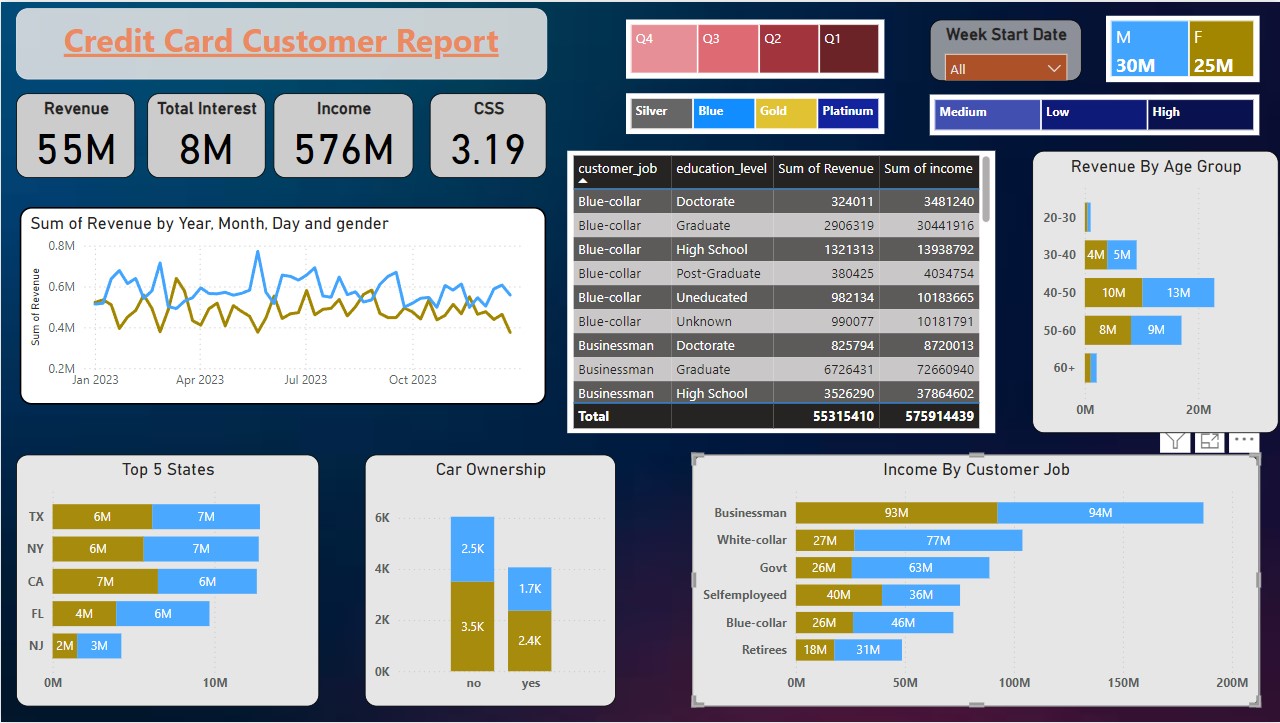 Credit Card Customer Report
Q4 Q3 Q2 Q1
Week Start Date
All
M F
30M 25M
Revenue
55M
Total Interest
8M
Income
576M
CSS
3.19
Silver Blue Gold Platinum
Medium Low High
Sum of Revenue by Year, Month, Day and gender
Sum of Revenue
0.8M
0.6M
0.4M
0.2M
Jan 2023 Apr 2023 Jul 2023 Oct 2023
customer_job education_level Sum of Revenue Sum of income
Blue-collar Doctorate 324011 3481240
Blue-collar Graduate 2906319 30441916
Blue-collar High School 1321313 13938792
Blue-collar Post-Graduate 380425 4034754
Blue-collar Uneducated 982134 10183665
Blue-collar Unknown 990077 10181791
Businessman Doctorate 825794 8720013
Businessman Graduate 6726431 72660940
Businessman High School 3526290 37864602
Total 55315410 575914439
Revenue By Age Group
20-30
30-40 4M 5M
40-50 10M 13M
50-60 8M 9M
60+
0M 20M
Top 5 States
TX 6M 7M
NY 6M 7M
CA 7M 6M
FL 4M 6M
NJ 2M 3M
0M 10M
Car Ownership
6K
4K
2K
0K
2.5K
3.5K
1.7K
2.4K
no yes
Income By Customer Job
Businessman 93M 94M
White-collar 27M 77M
Govt 26M 63M
Selfemployeed 40M 36M
Blue-collar 26M 46M
Retirees 18M 31M
0M 50M 100M 150M 200M